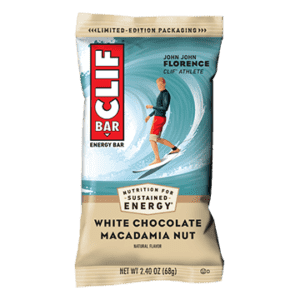 LIMITED-EDITION PACKAGING
CLIF
BAR
ENERGY BAR
JOHN JOHN
FLORENCE
CLIF® ATHLETE
NUTRITION FOR
SUSTAINED
ENERGY®
WHITE CHOCOLATE
MACADAMIA NUT
NATURAL FLAVOR
NET WT 2.40 OZ (68g)